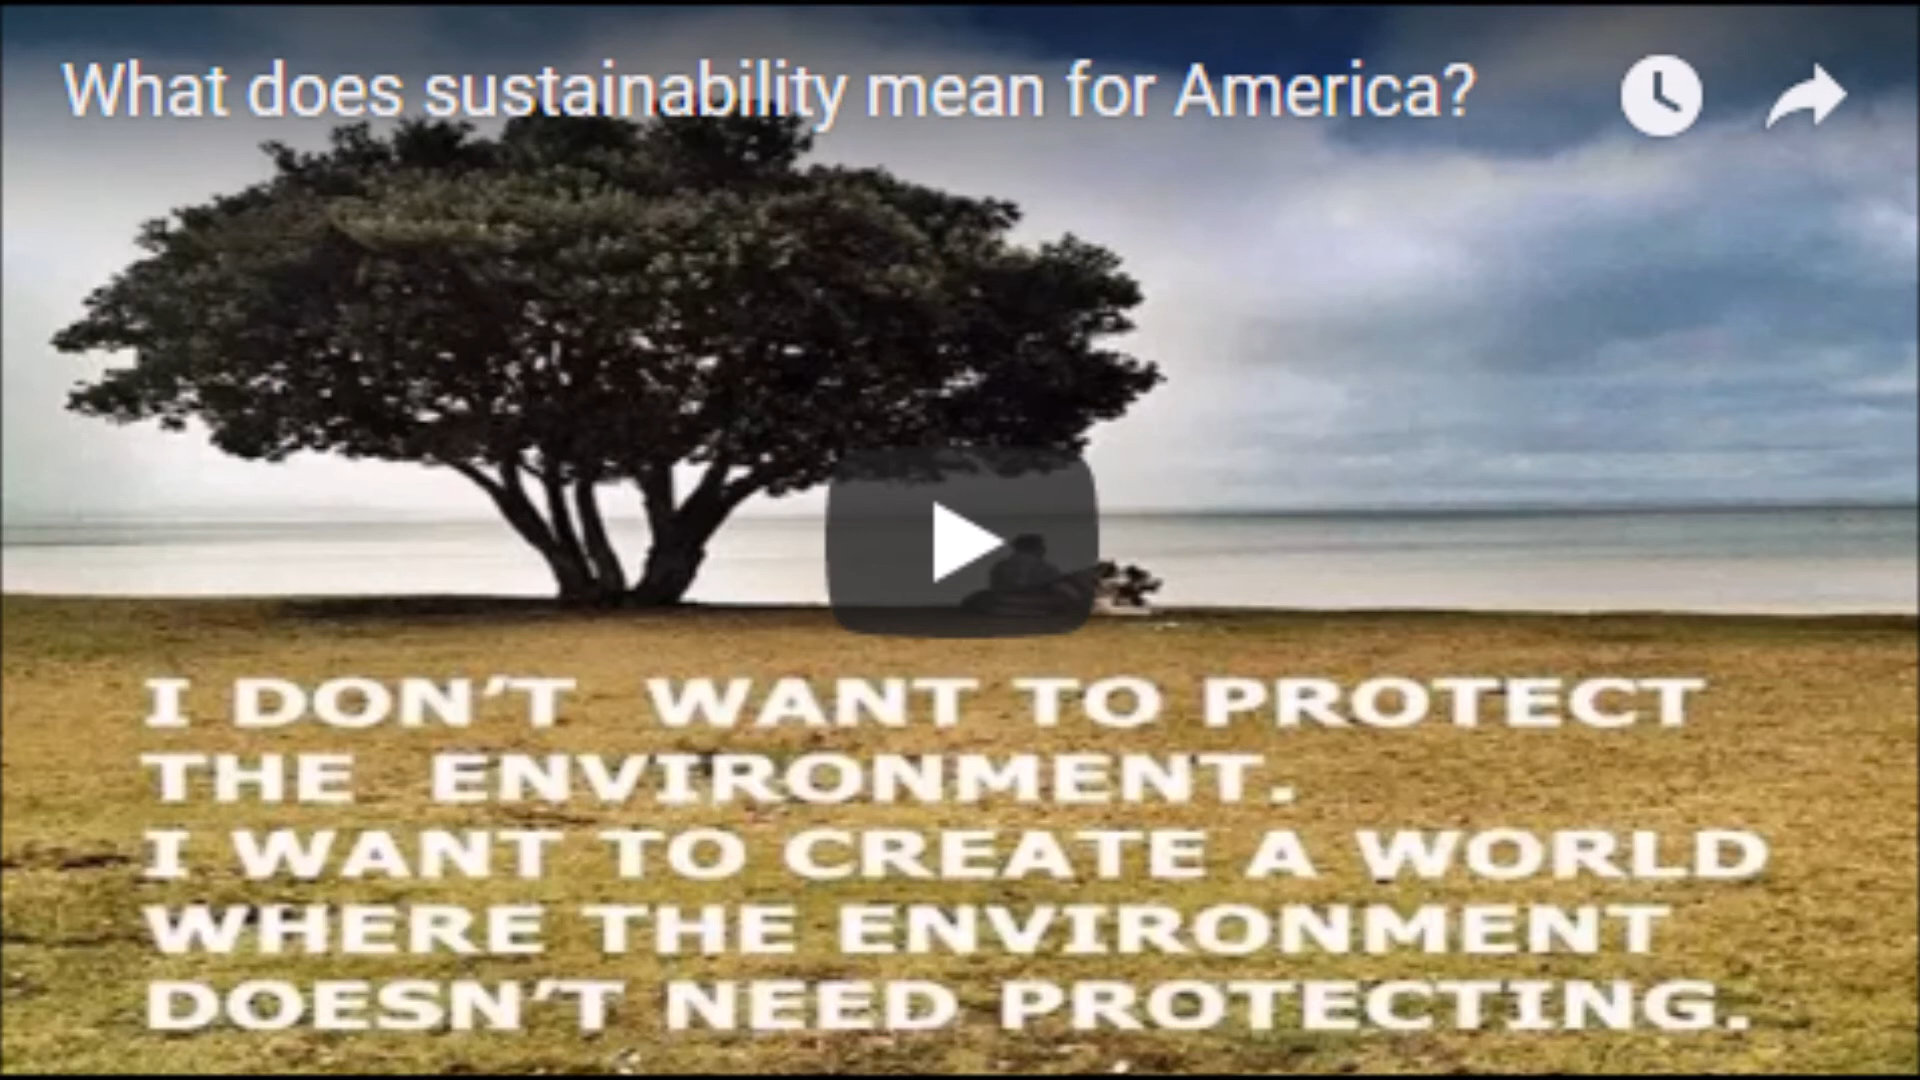 What does sustainability mean for America?
I DON'T WANT TO PROTECT
THE ENVIRONMENT.
I WANT TO CREATE A WORLD
WHERE THE ENVIRONMENT
DOESN'T NEED PROTECTING.